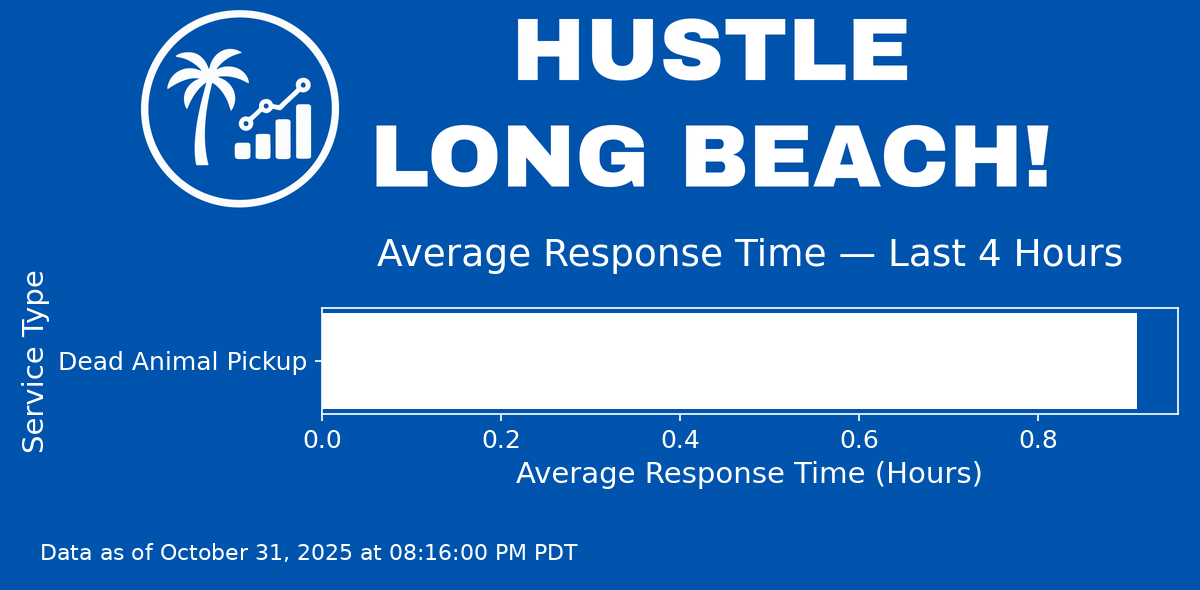 HUSTLE
LONG BEACH!
Average Response Time — Last 4 Hours
Service Type
Dead Animal Pickup
0.0 0.2 0.4 0.6 0.8
Average Response Time (Hours)
Data as of October 31, 2025 at 08:16:00 PM PDT